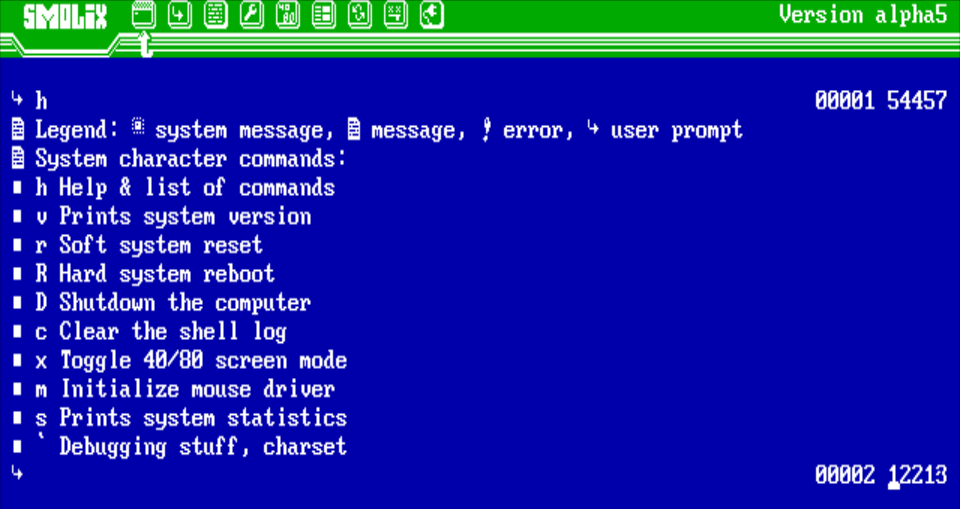 SMOLiX Version alpha5
h 00001 54457
Legend: system message, message, error, user prompt
System character commands:
h Help & list of commands
v Prints system version
r Soft system reset
R Hard system reboot
D Shutdown the computer
c Clear the shell log
x Toggle 40/80 screen mode
m Initialize mouse driver
s Prints system statistics
` Debugging stuff, charset
00002 12213